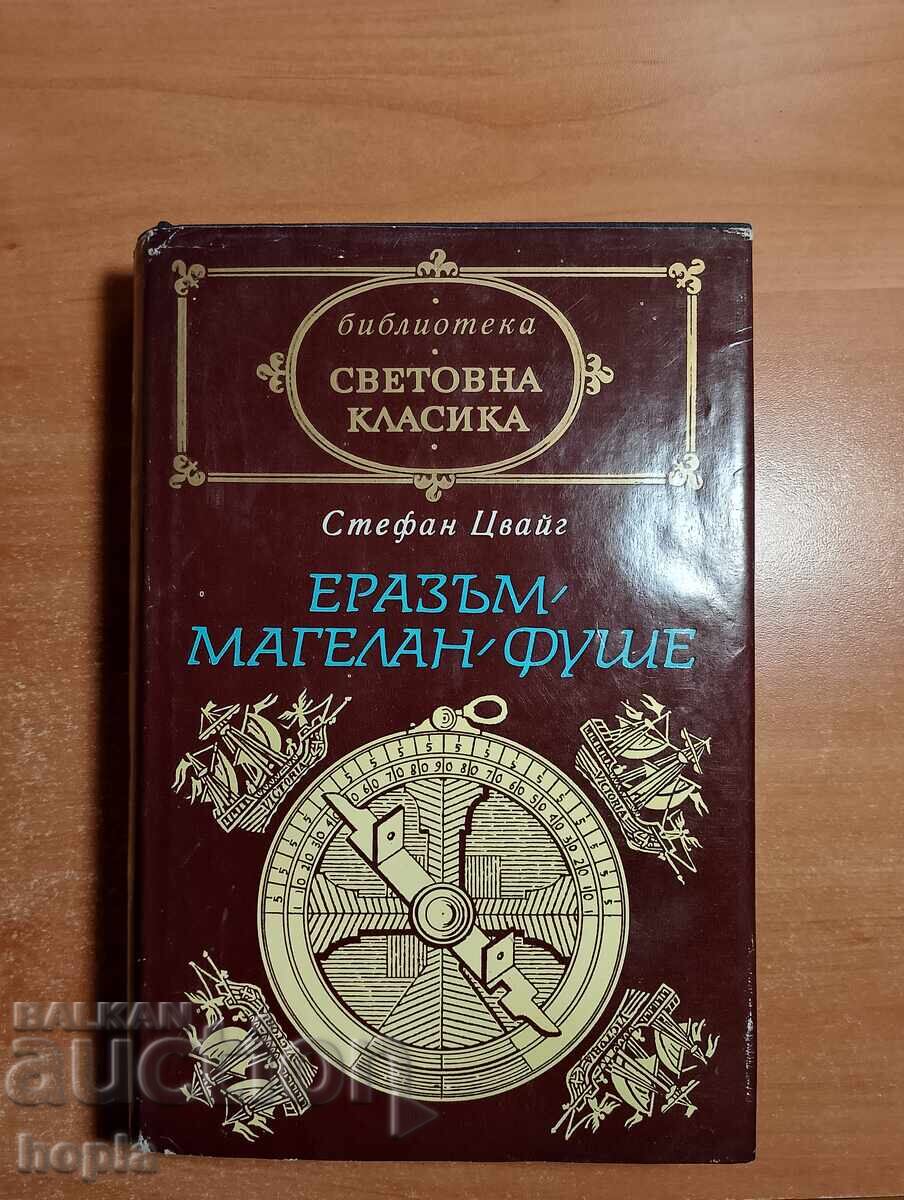 библиотека
СВЕТОВНА
КЛАСИКА
Стефан Цвайг
ЕРАЗЪМ
МАГЕЛАН ФУШЕ
BALKAN
auction
hopla